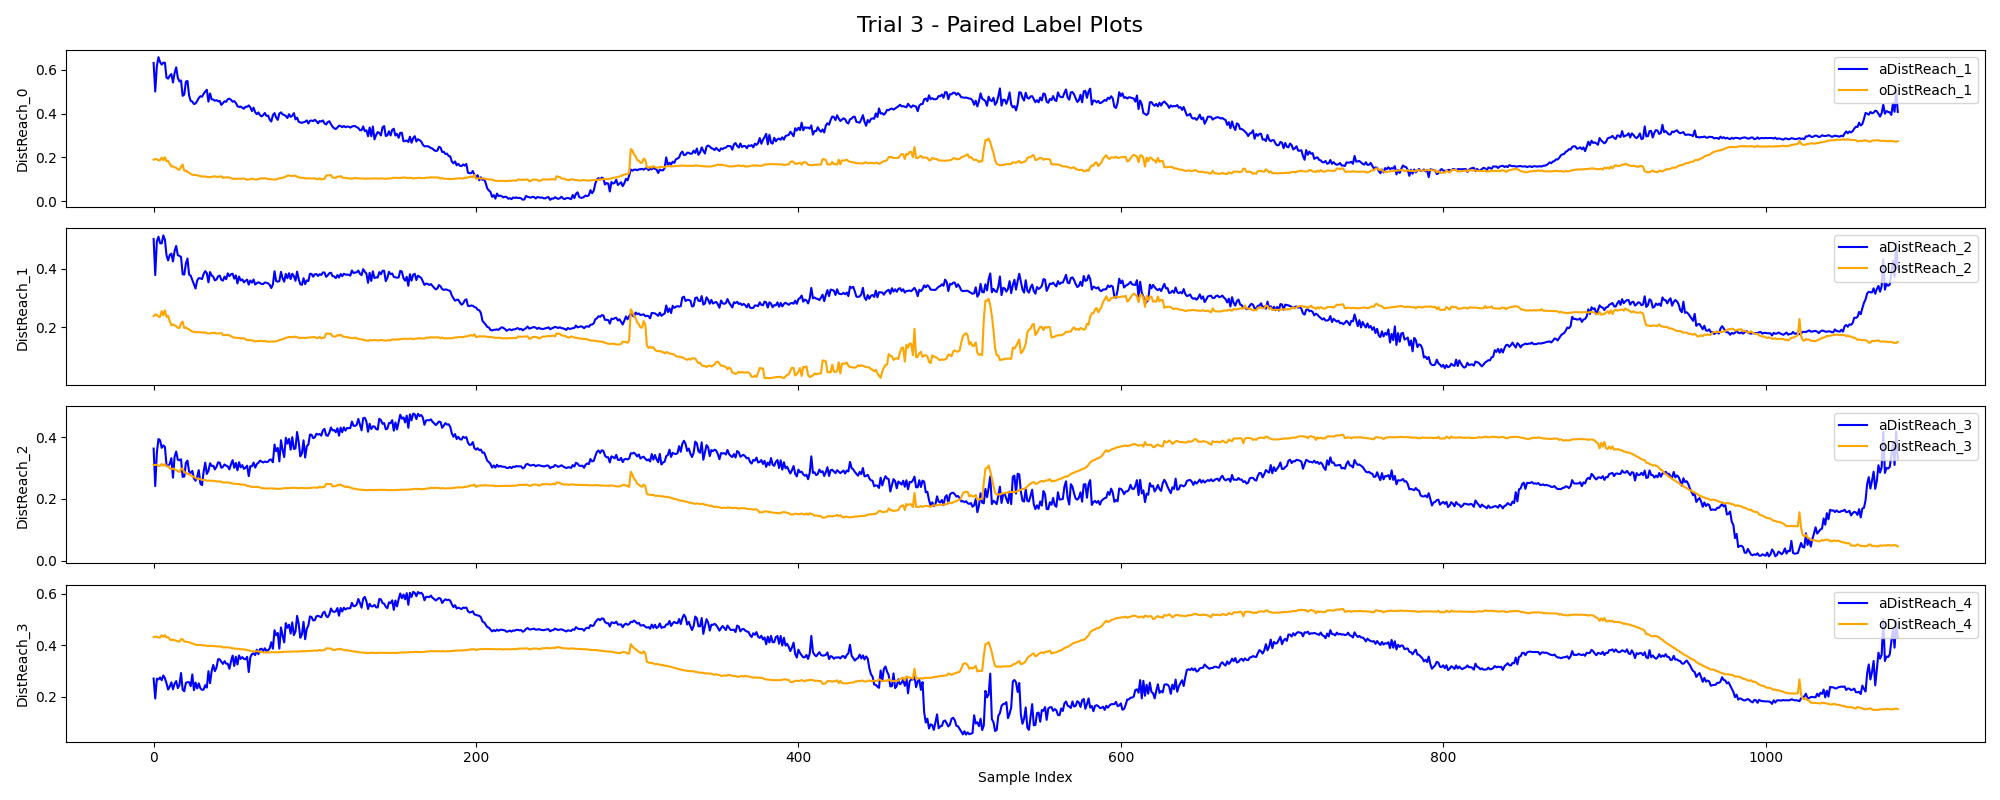 Trial 3 - Paired Label Plots
DistReach_0
0.6
0.4
0.2
0.0
aDistReach_1
oDistReach_1
DistReach_1
0.4
0.2
aDistReach_2
oDistReach_2
DistReach_2
0.4
0.2
0.0
aDistReach_3
oDistReach_3
DistReach_3
0.6
0.4
0.2
aDistReach_4
oDistReach_4
0 200 400 600 800 1000
Sample Index